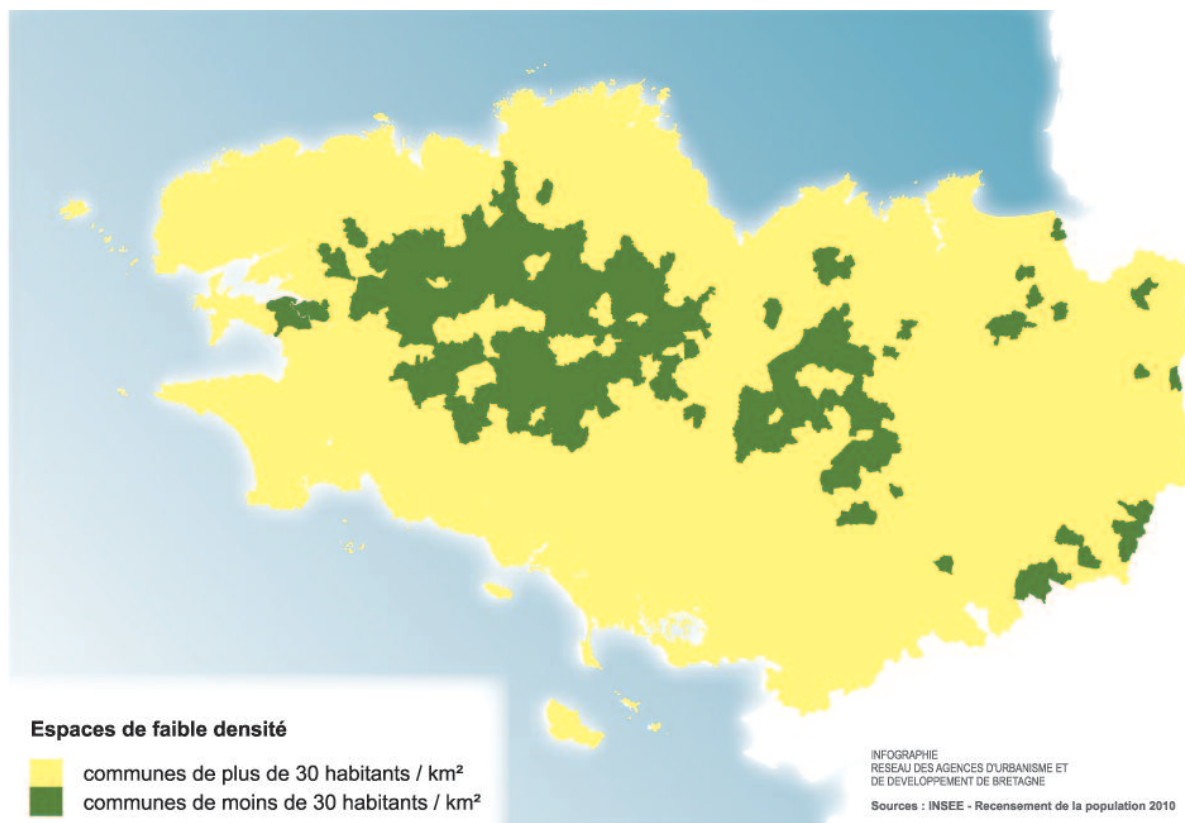 Espaces de faible densité
communes de plus de 30 habitants / km²
communes de moins de 30 habitants / km²
INFOGRAPHIE
RESEAU DES AGENCES D'URBANISME ET
DE DEVELOPPEMENT DE BRETAGNE
Sources : INSEE - Recensement de la population 2010